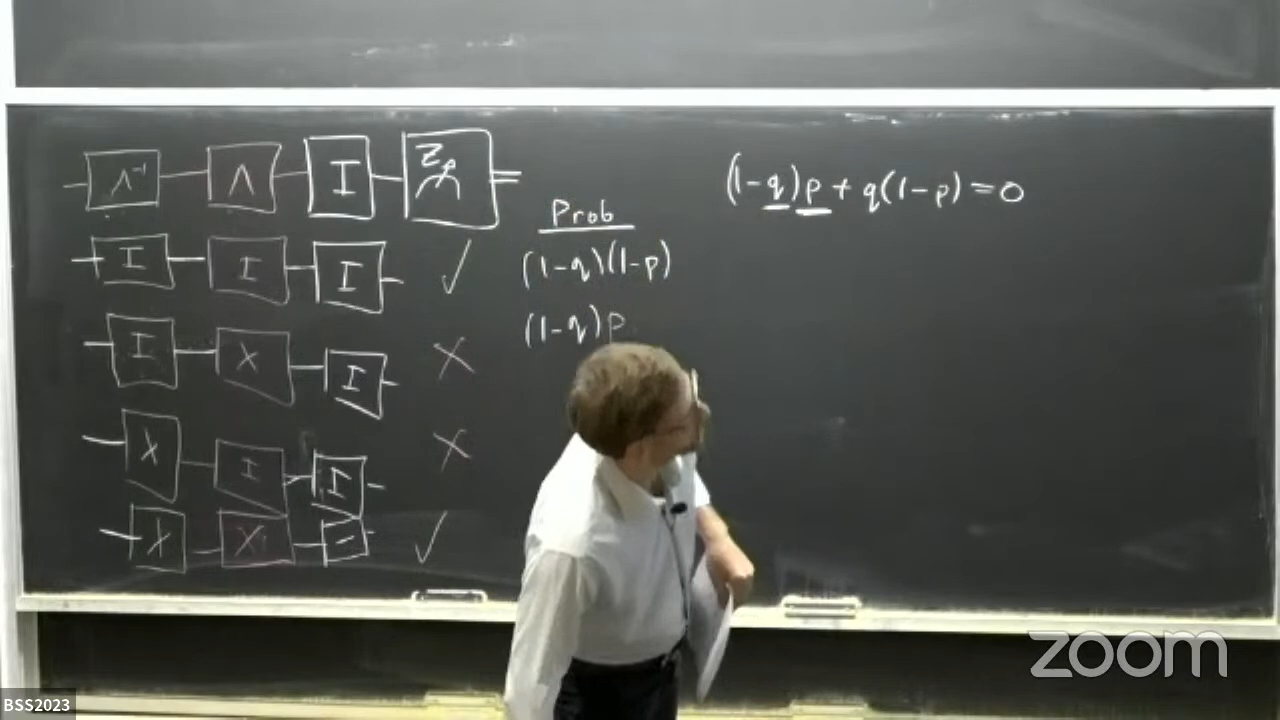 Λ⁻¹ Λ I Z
Prob
(1-q)p + q(1-p) = 0
I I I ✓ (1-q)(1-p)
I X I X (1-q)p
X I I X
X X I ✓
zoom
BSS2023